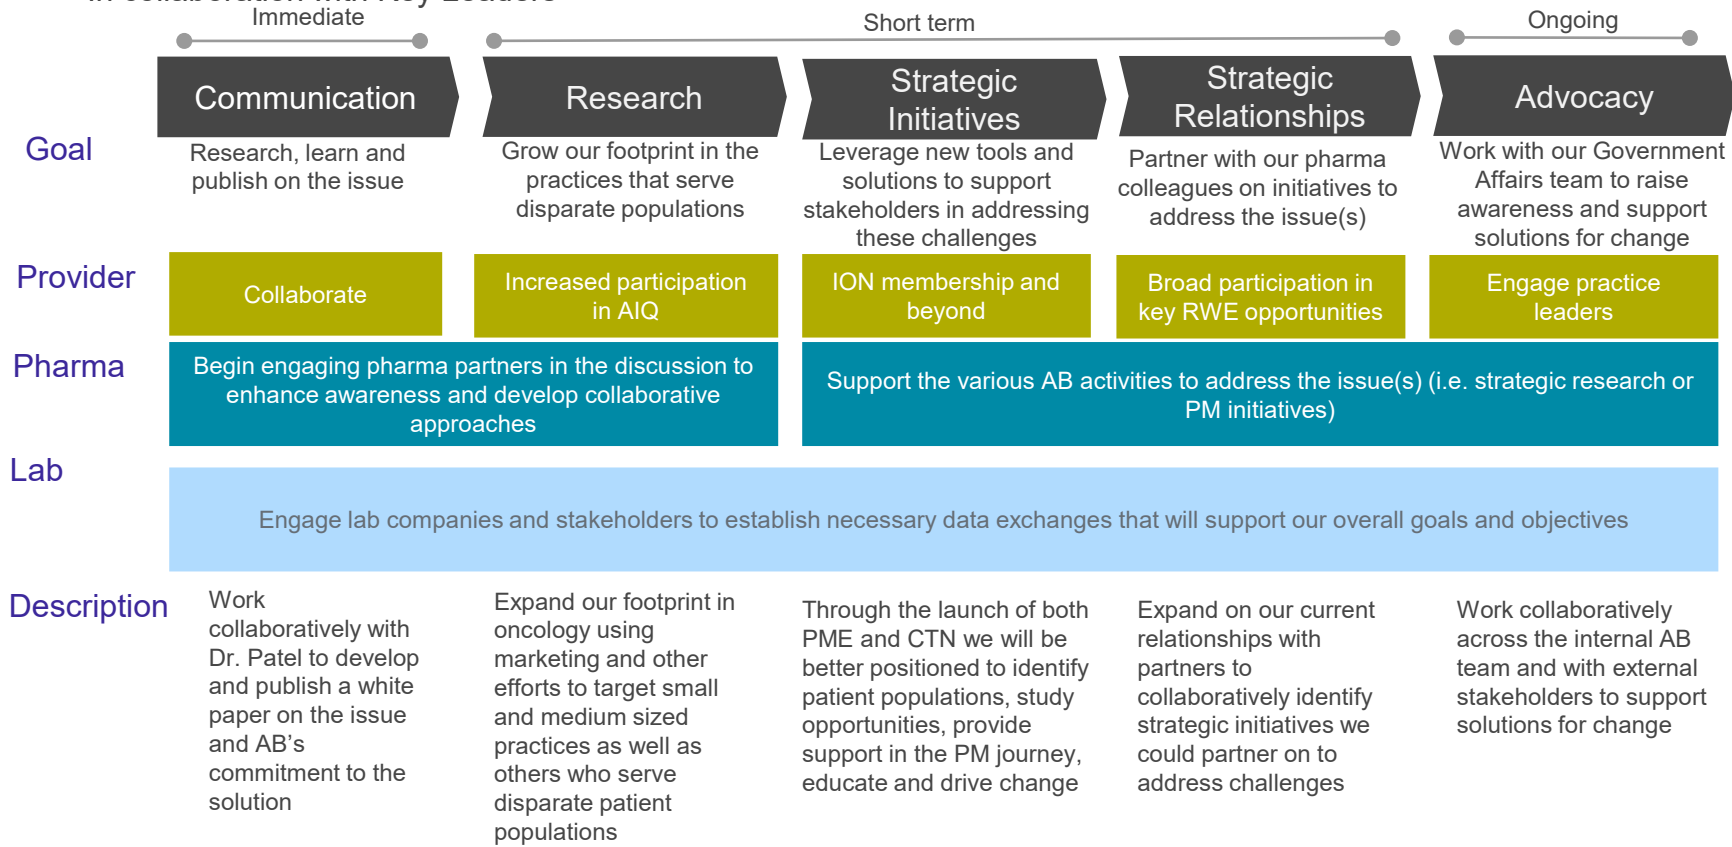 In collaboration with Key Leaders
Immediate
Short term
Ongoing
Communication
Research
Strategic
Initiatives
Strategic
Relationships
Advocacy
Goal
Research, learn and
publish on the issue
Grow our footprint in the
practices that serve
disparate populations
Leverage new tools and
solutions to support
stakeholders in addressing
these challenges
Partner with our pharma
colleagues on initiatives to
address the issue(s)
Work with our Government
Affairs team to raise
awareness and support
solutions for change
Provider
Collaborate
Increased participation
in AIQ
ION membership and
beyond
Broad participation in
key RWE opportunities
Engage practice
leaders
Pharma
Begin engaging pharma partners in the discussion to
enhance awareness and develop collaborative
approaches
Support the various AB activities to address the issue(s) (i.e. strategic research or
PM initiatives)
Lab
Engage lab companies and stakeholders to establish necessary data exchanges that will support our overall goals and objectives
Description
Work
collaboratively with
Dr. Patel to develop
and publish a white
paper on the issue
and AB’s
commitment to the
solution
Expand our footprint in
oncology using
marketing and other
efforts to target small
and medium sized
practices as well as
others who serve
disparate patient
populations
Through the launch of both
PME and CTN we will be
better positioned to identify
patient populations, study
opportunities, provide
support in the PM journey,
educate and drive change
Expand on our current
relationships with
partners to
collaboratively identify
strategic initiatives we
could partner on to
address challenges
Work collaboratively
across the internal AB
team and with external
stakeholders to support
solutions for change